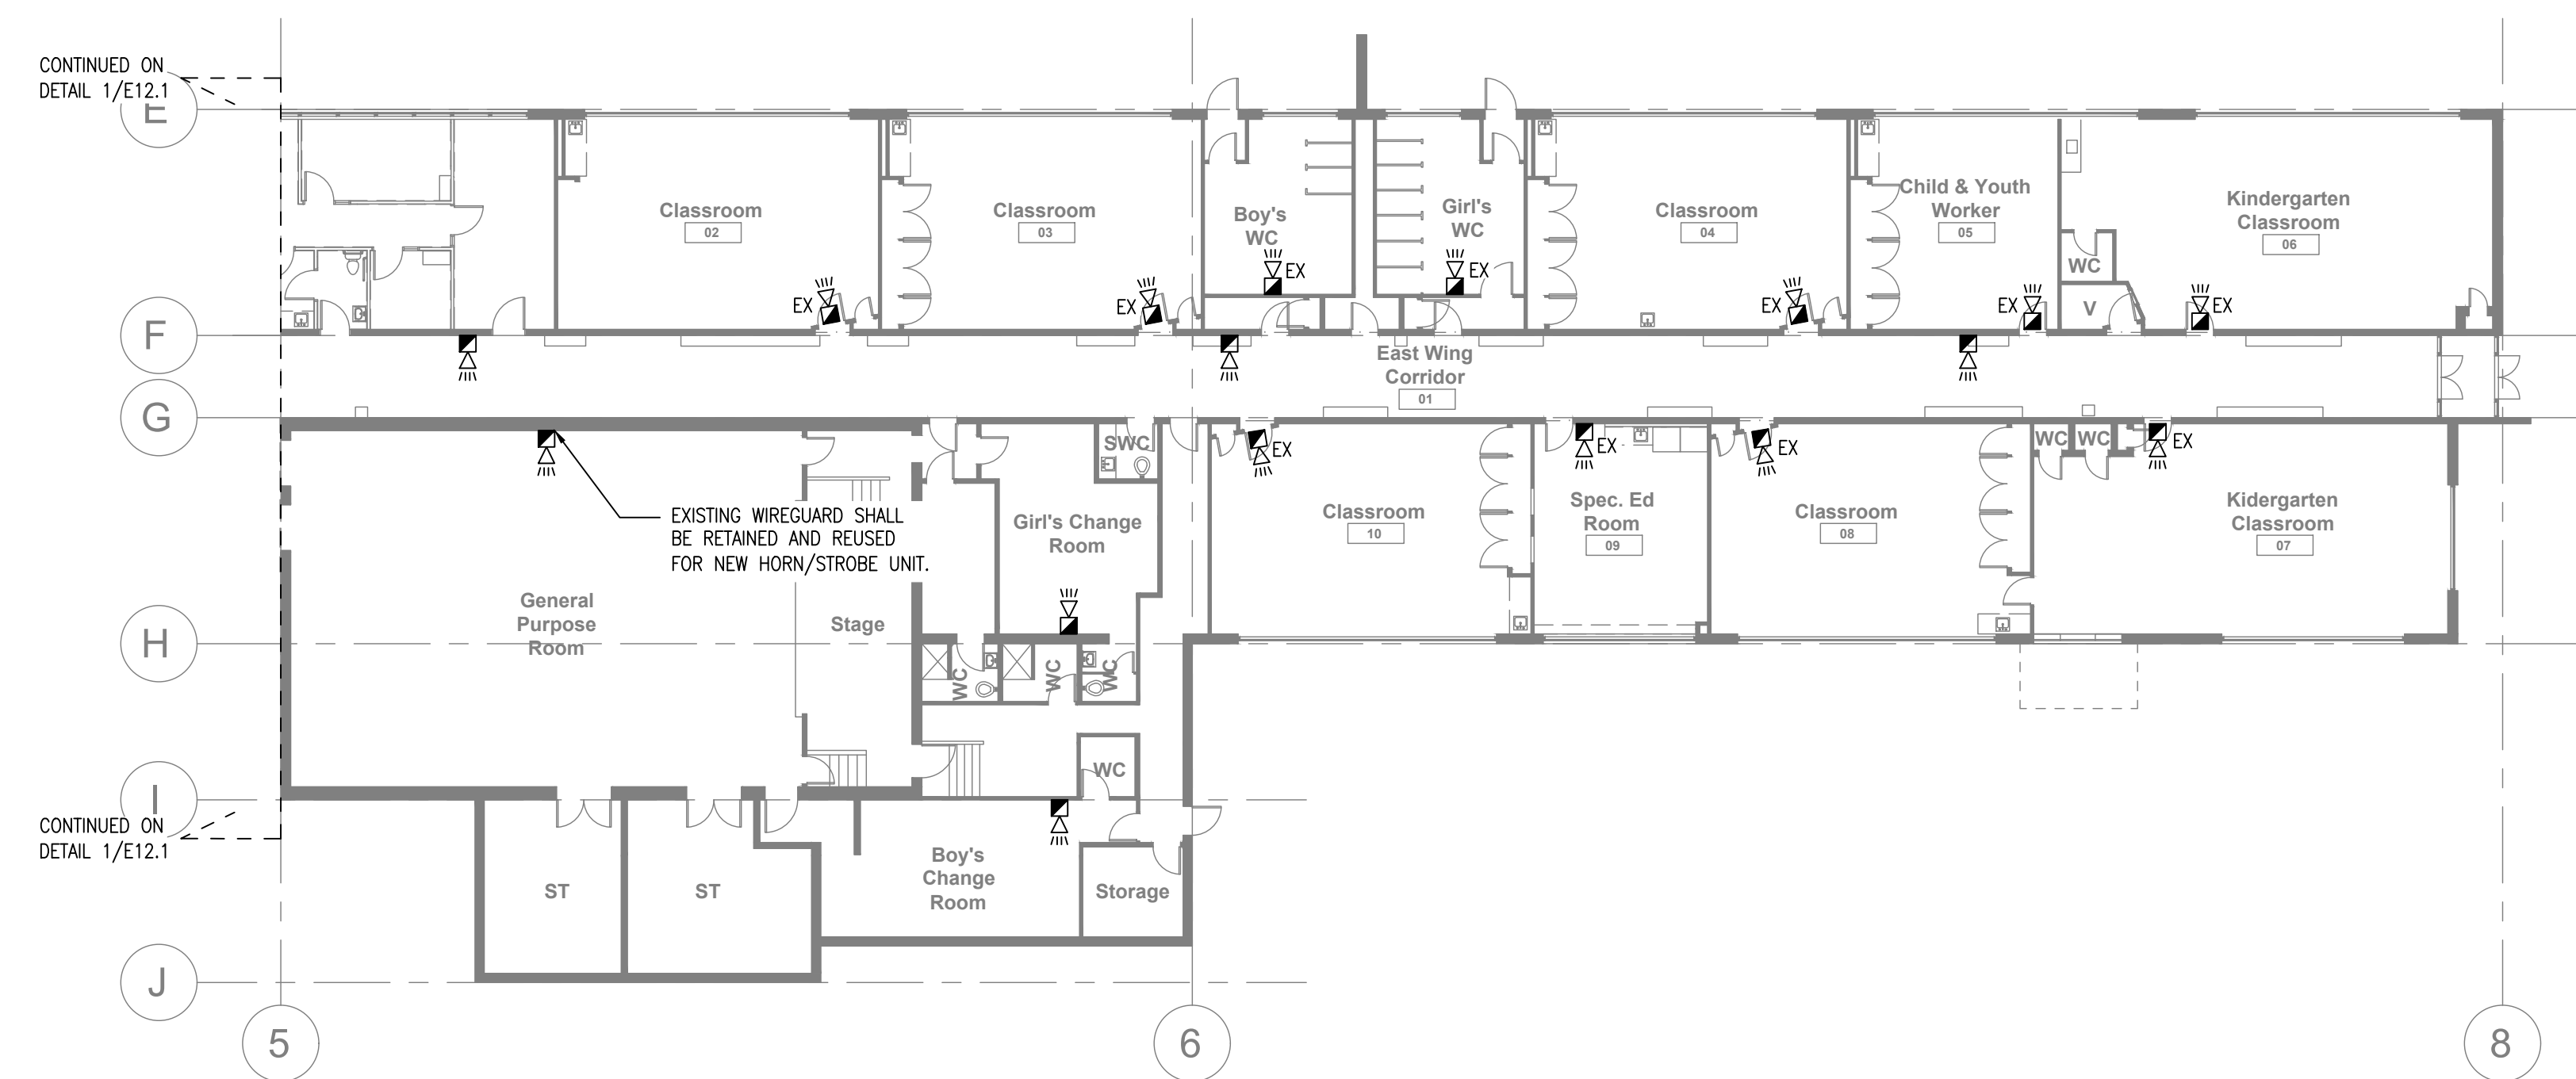 CONTINUED ON
DETAIL 1/E12.1
E
Classroom
02
Classroom
03
Boy's
WC
EX
Girl's
WC
EX
Classroom
04
Child & Youth
Worker
05
Kindergarten
Classroom
06
WC
V
EX
EX
EX
EX
EX
F
East Wing
Corridor
01
G
SWC
EX
EX
EX
WC
WC
EX
EXISTING WIREGUARD SHALL
BE RETAINED AND REUSED
FOR NEW HORN/STROBE UNIT.
Girl's Change
Room
Classroom
10
Spec. Ed
Room
09
Classroom
08
Kidergarten
Classroom
07
General
Purpose
Room
Stage
H
WC
WC
WC
WC
I
CONTINUED ON
DETAIL 1/E12.1
ST
ST
Boy's
Change
Room
Storage
J
5
6
8